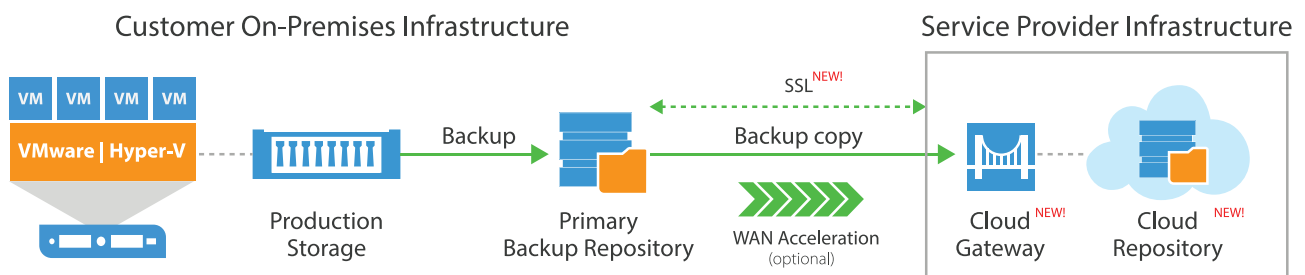 Customer On-Premises Infrastructure
Service Provider Infrastructure
VM VM VM VM
VMware | Hyper-V
Backup
SSL NEW!
Backup copy
Production
Storage
Primary
Backup Repository
WAN Acceleration
(optional)
Cloud NEW!
Gateway
Cloud NEW!
Repository